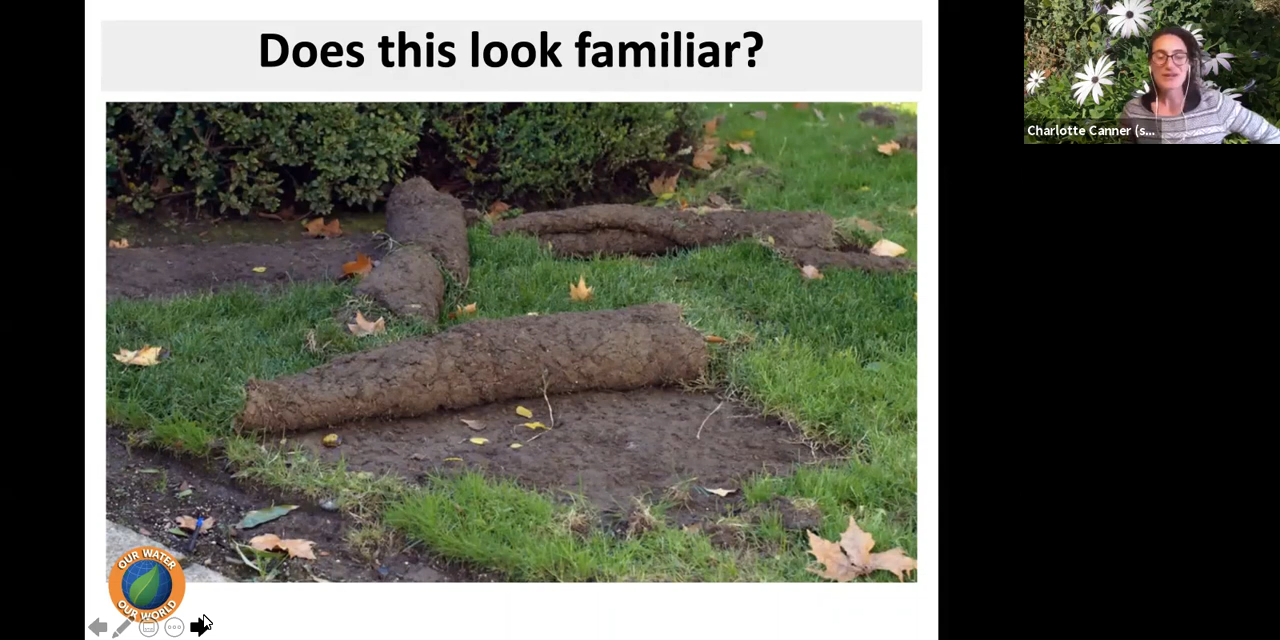 Does this look familiar?
Charlotte Canner (s...
OUR WATER
OUR WORLD